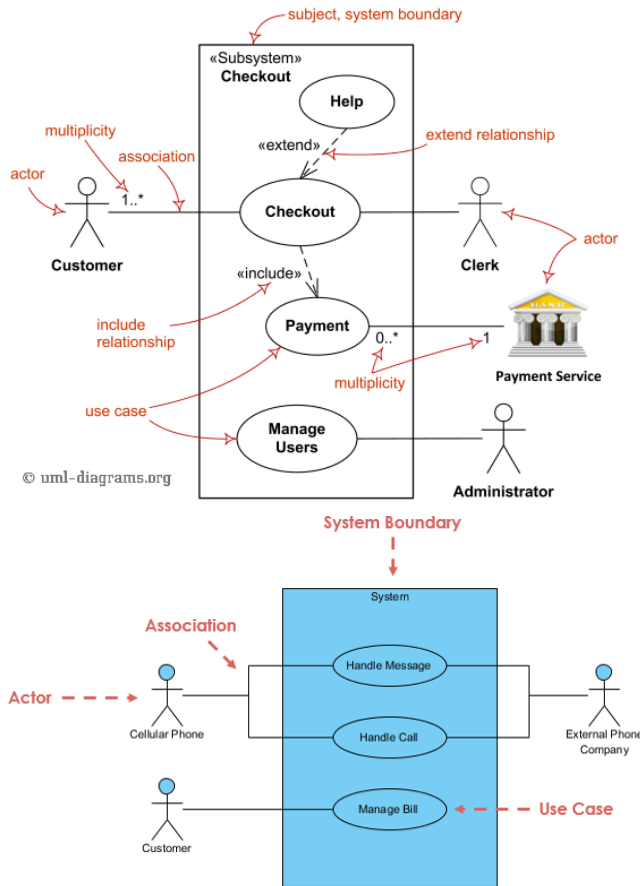 subject, system boundary
«Subsystem»
Checkout
Help
multiplicity
«extend»
extend relationship
association
actor
1..*
Checkout
Customer
Clerk
actor
«include»
include
relationship
Payment
0..*
1
BANK
Payment Service
multiplicity
use case
Manage
Users
© uml-diagrams.org
Administrator
System Boundary
System
Association
Handle Message
Actor
Cellular Phone
Handle Call
External Phone
Company
Manage Bill
Use Case
Customer